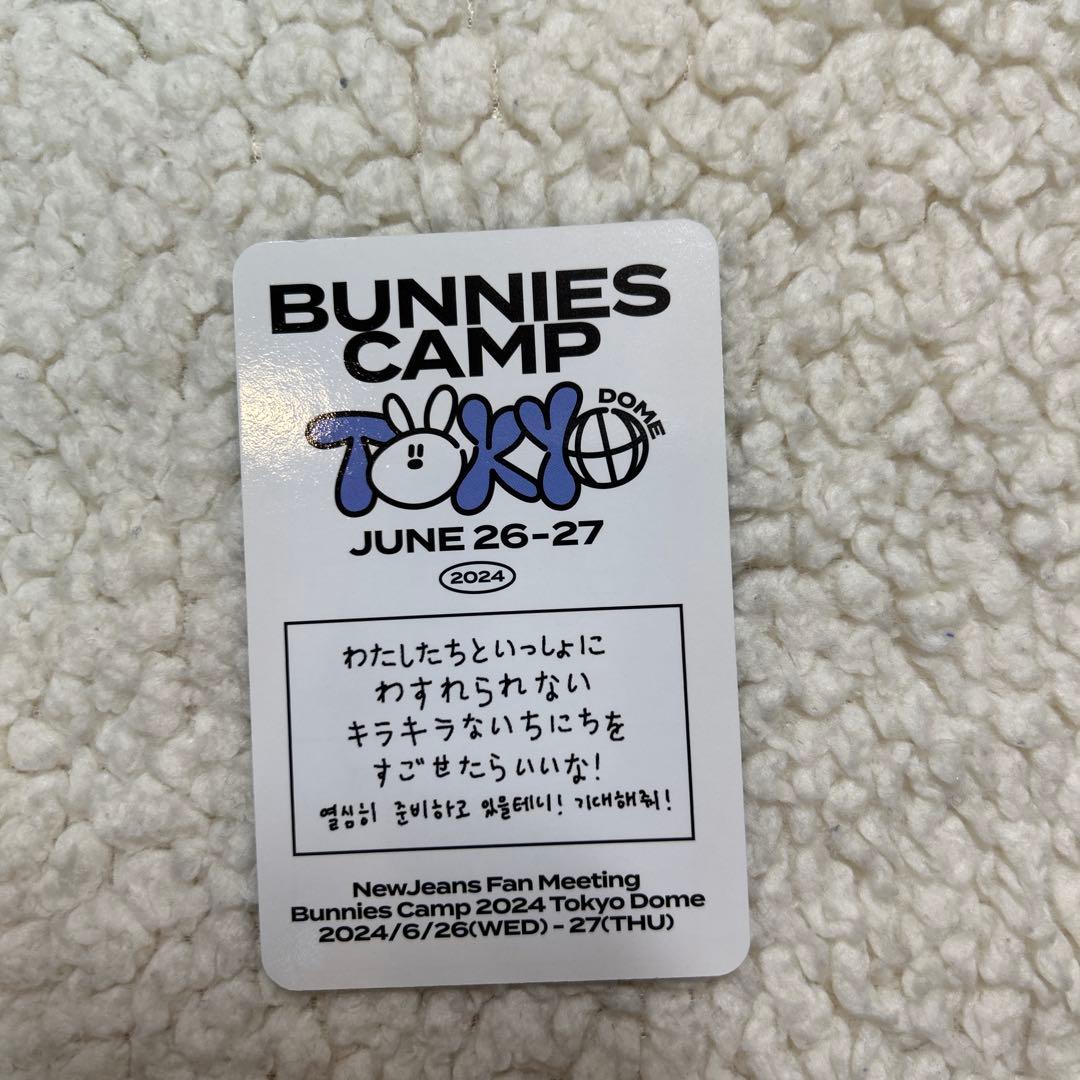 BUNNIES
CAMP
TOKYO
DOME
JUNE 26-27
2024
わたしたちといっしょに
わすれられない
キラキラないちにちを
すごせたらいいな!
열심히 준비하고 있을테니! 기대해줘!
NewJeans Fan Meeting
Bunnies Camp 2024 Tokyo Dome
2024/6/26(WED) - 27(THU)